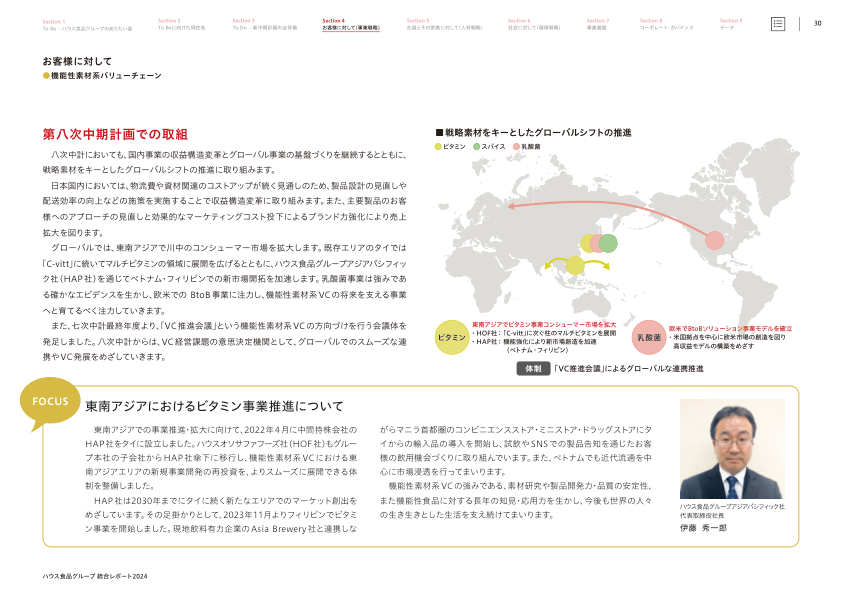 Section 1
To Be —ハウス食品グループのありたい姿
Section 2
To Beに向けた現在地
Section 3
To Do —新中期計画の全体像
Section 4
お客様に対して(事業戦略)
Section 5
社員とその家族に対して(人材戦略)
Section 6
社会に対して(環境戦略)
Section 7
事業基盤
Section 8
コーポレート・ガバナンス
Section 9
データ
30
お客様に対して
機能性素材系バリューチェーン
第八次中期計画での取組
八次中計においても、国内事業の収益構造変革とグローバル事業の基盤づくりを継続するとともに、
戦略素材をキーとしたグローバルシフトの推進に取り組みます。
日本国内においては、物流費や資材関連のコストアップが続く見通しのため、製品設計の見直しや
配送効率の向上などの施策を実施することで収益構造変革に取り組みます。また、主要製品のお客
様へのアプローチの見直しと効果的なマーケティングコスト投下によるブランド力強化により売上
拡大を図ります。
グローバルでは、東南アジアで川中のコンシューマー市場を拡大します。既存エリアのタイでは
「C-vitt」に続いてマルチビタミンの領域に展開を広げるとともに、ハウス食品グループアジアパシフィッ
ク社（HAP社）を通じてベトナム・フィリピンでの新市場開拓を加速します。乳酸菌事業は強みであ
る確かなエビデンスを生かし、欧米での BtoB事業に注力し、機能性素材系VCの将来を支える事業
へと育てるべく注力していきます。
また、七次中計最終年度より、「VC推進会議」という機能性素材系VCの方向づけを行う会議体を
発足しました。八次中計からは、VC経営課題の意思決定機関として、グローバルでのスムーズな連
携やVC発展をめざしていきます。
■戦略素材をキーとしたグローバルシフトの推進
ビタミン スパイス 乳酸菌
ビタミン
東南アジアでビタミン事業コンシューマー市場を拡大
・HOF社：「C-vitt」に次ぐ柱のマルチビタミンを展開
・HAP社：機能強化により新市場創造を加速
（ベトナム・フィリピン）
乳酸菌
欧米でBtoBソリューション事業モデルを確立
・米国拠点を中心に欧米市場の創造を図り
高収益モデルの構築をめざす
体制 「VC推進会議」によるグローバルな連携推進
FOCUS
東南アジアにおけるビタミン事業推進について
東南アジアでの事業推進・拡大に向けて、2022年4月に中間持株会社の
HAP社をタイに設立しました。ハウスオソサファフーズ社（HOF社）もグルー
プ本社の子会社からHAP社傘下に移行し、機能性素材系VCにおける東
南アジアエリアの新規事業開発の再投資を、よりスムーズに展開できる体
制を整備しました。
HAP社は2030年までにタイに続く新たなエリアでのマーケット創出を
めざしています。その足掛かりとして、2023年11月よりフィリピンでビタミ
ン事業を開始しました。現地飲料有力企業のAsia Brewery社と連携しな
がらマニラ首都圏のコンビニエンスストア・ミニストア・ドラッグストアにタ
イからの輸入品の導入を開始し、試飲やSNSでの製品告知を通じたお客
様の飲用機会づくりに取り組んでいます。また、ベトナムでも近代流通を中
心に市場浸透を行ってまいります。
機能性素材系VCの強みである、素材研究や製品開発力・品質の安定性、
また機能性食品に対する長年の知見・応用力を生かし、今後も世界の人々
の生き生きとした生活を支え続けてまいります。
ハウス食品グループアジアパシフィック社
代表取締役社長
伊藤 秀一郎
ハウス食品グループ 統合レポート2024